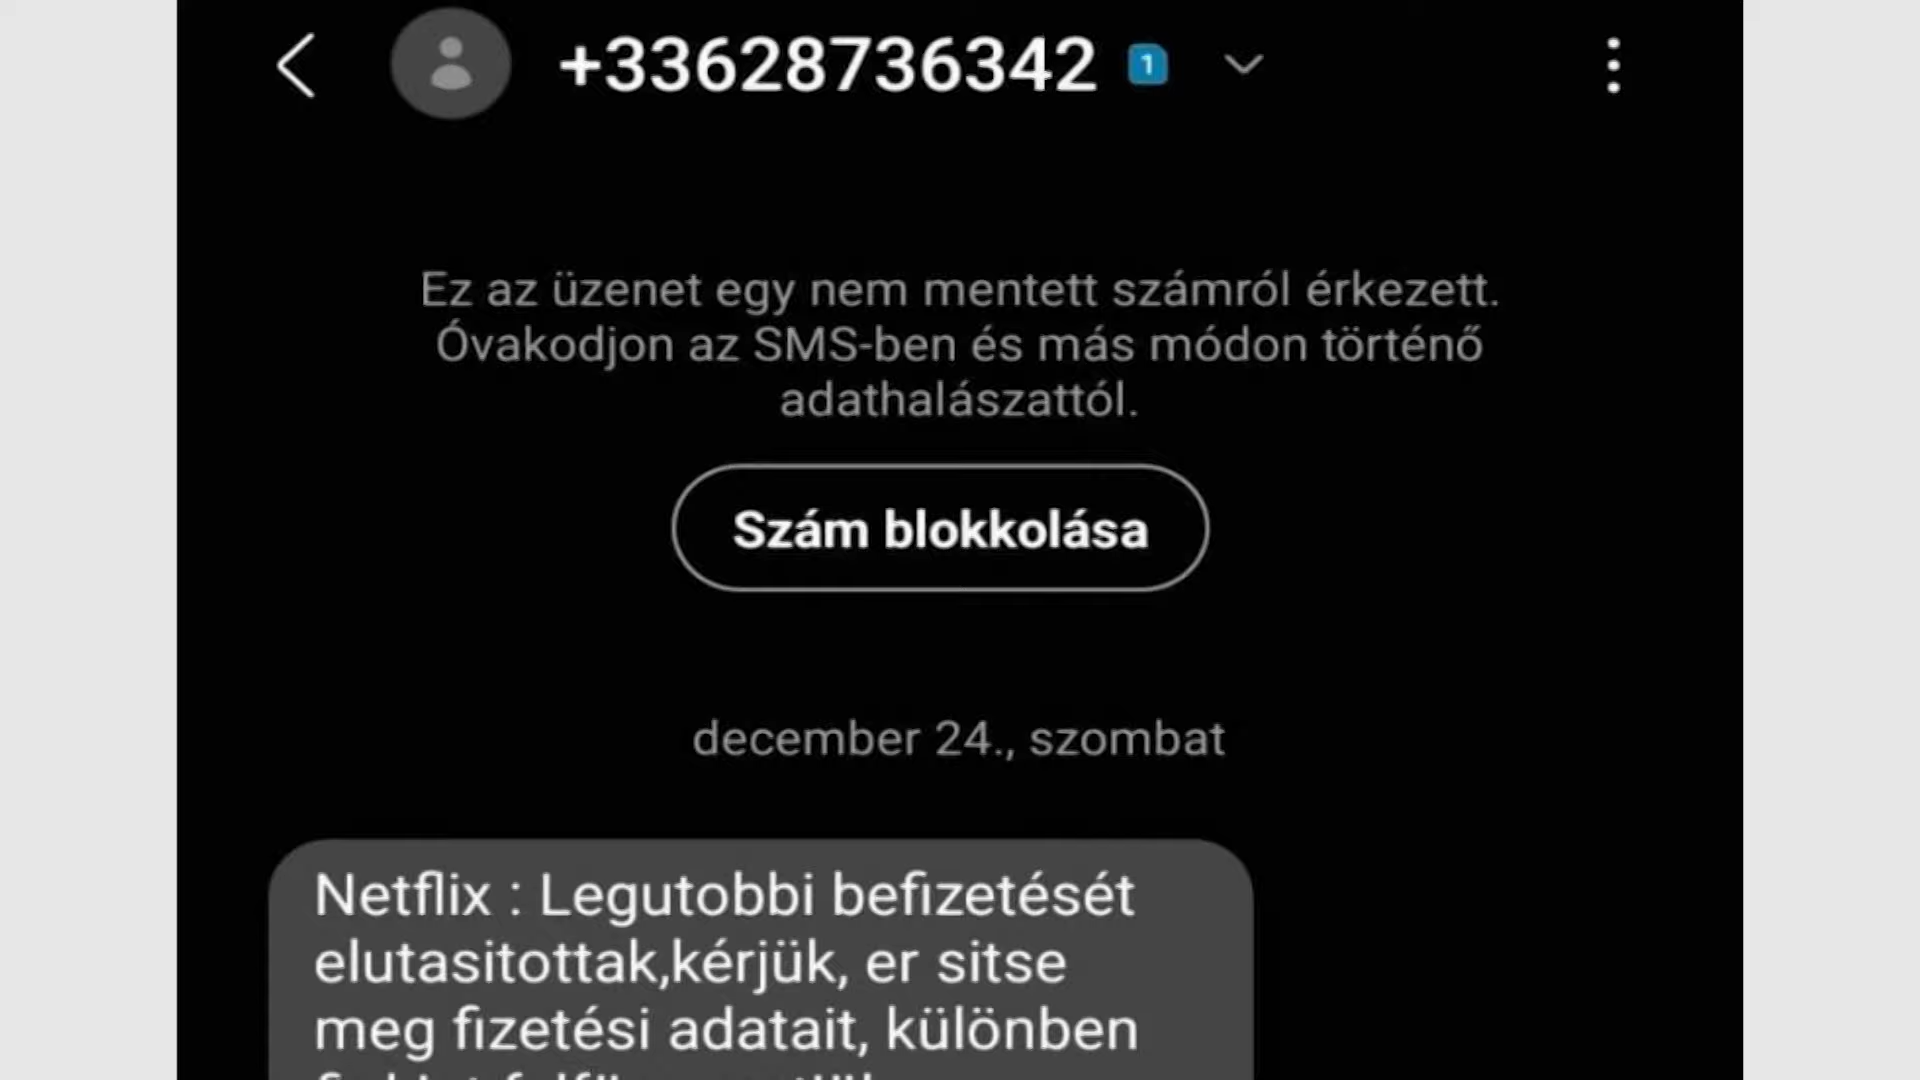 +33628736342 1
Ez az üzenet egy nem mentett számról érkezett.
Óvakodjon az SMS-ben és más módon történő
adathalászattól.
Szám blokkolása
december 24., szombat
Netflix : Legutobbi befizetését
elutasitottak,kérjük, er sitse
meg fizetési adatait, különben